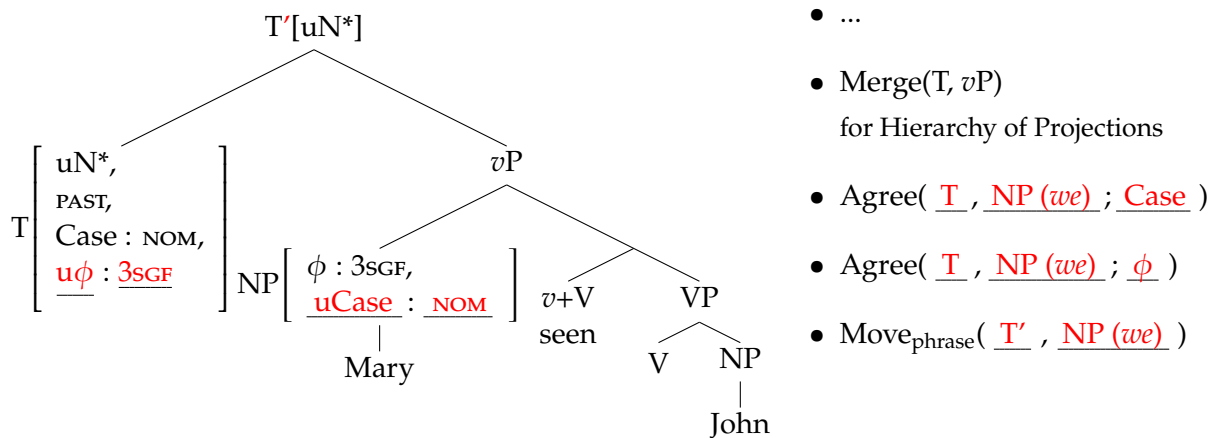 T′[uN*]
T
uN*,
PAST,
Case : NOM,
uϕ : 3SGF
vP
NP
ϕ : 3SGF,
uCase : NOM
Mary
v+V
seen
VP
V
NP
John
• ...
• Merge(T, vP)
for Hierarchy of Projections
• Agree( T , NP (we) ; Case )
• Agree( T , NP (we) ; ϕ )
• Movephrase( T′ , NP (we) )